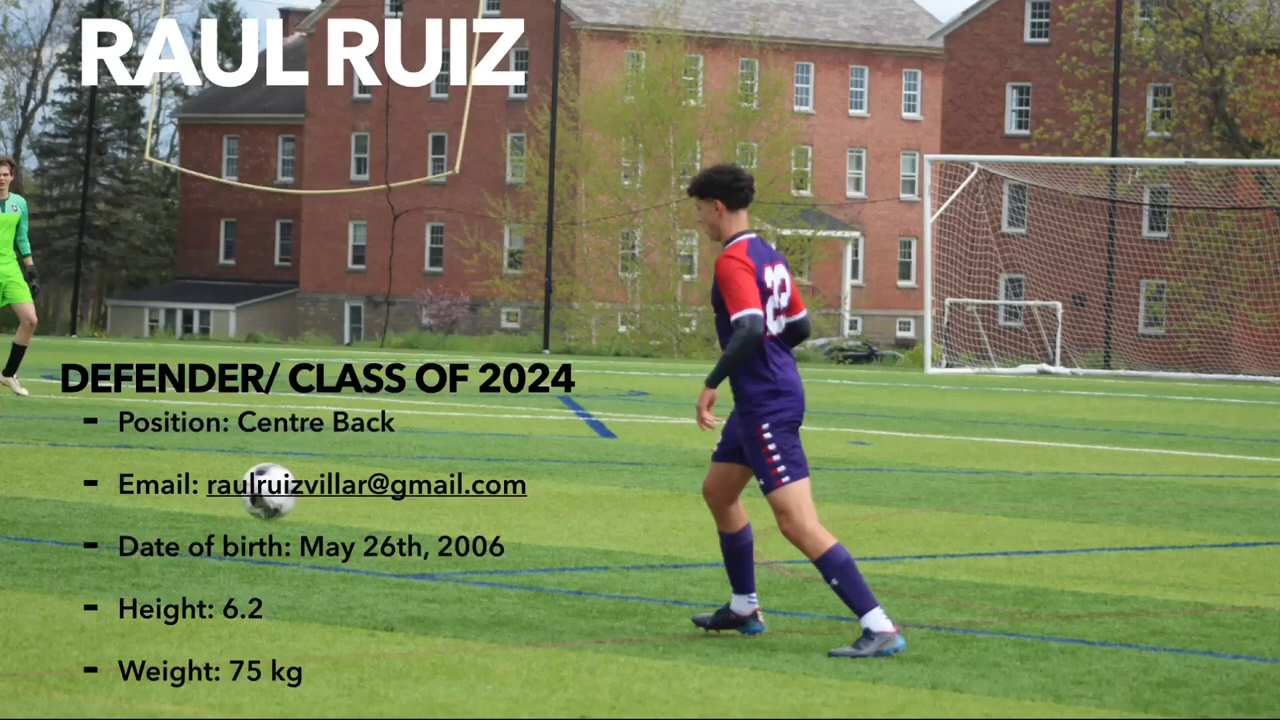 RAUL RUIZ
DEFENDER/ CLASS OF 2024
- Position: Centre Back
- Email: raulruizvillar@gmail.com
- Date of birth: May 26th, 2006
- Height: 6.2
- Weight: 75 kg
22